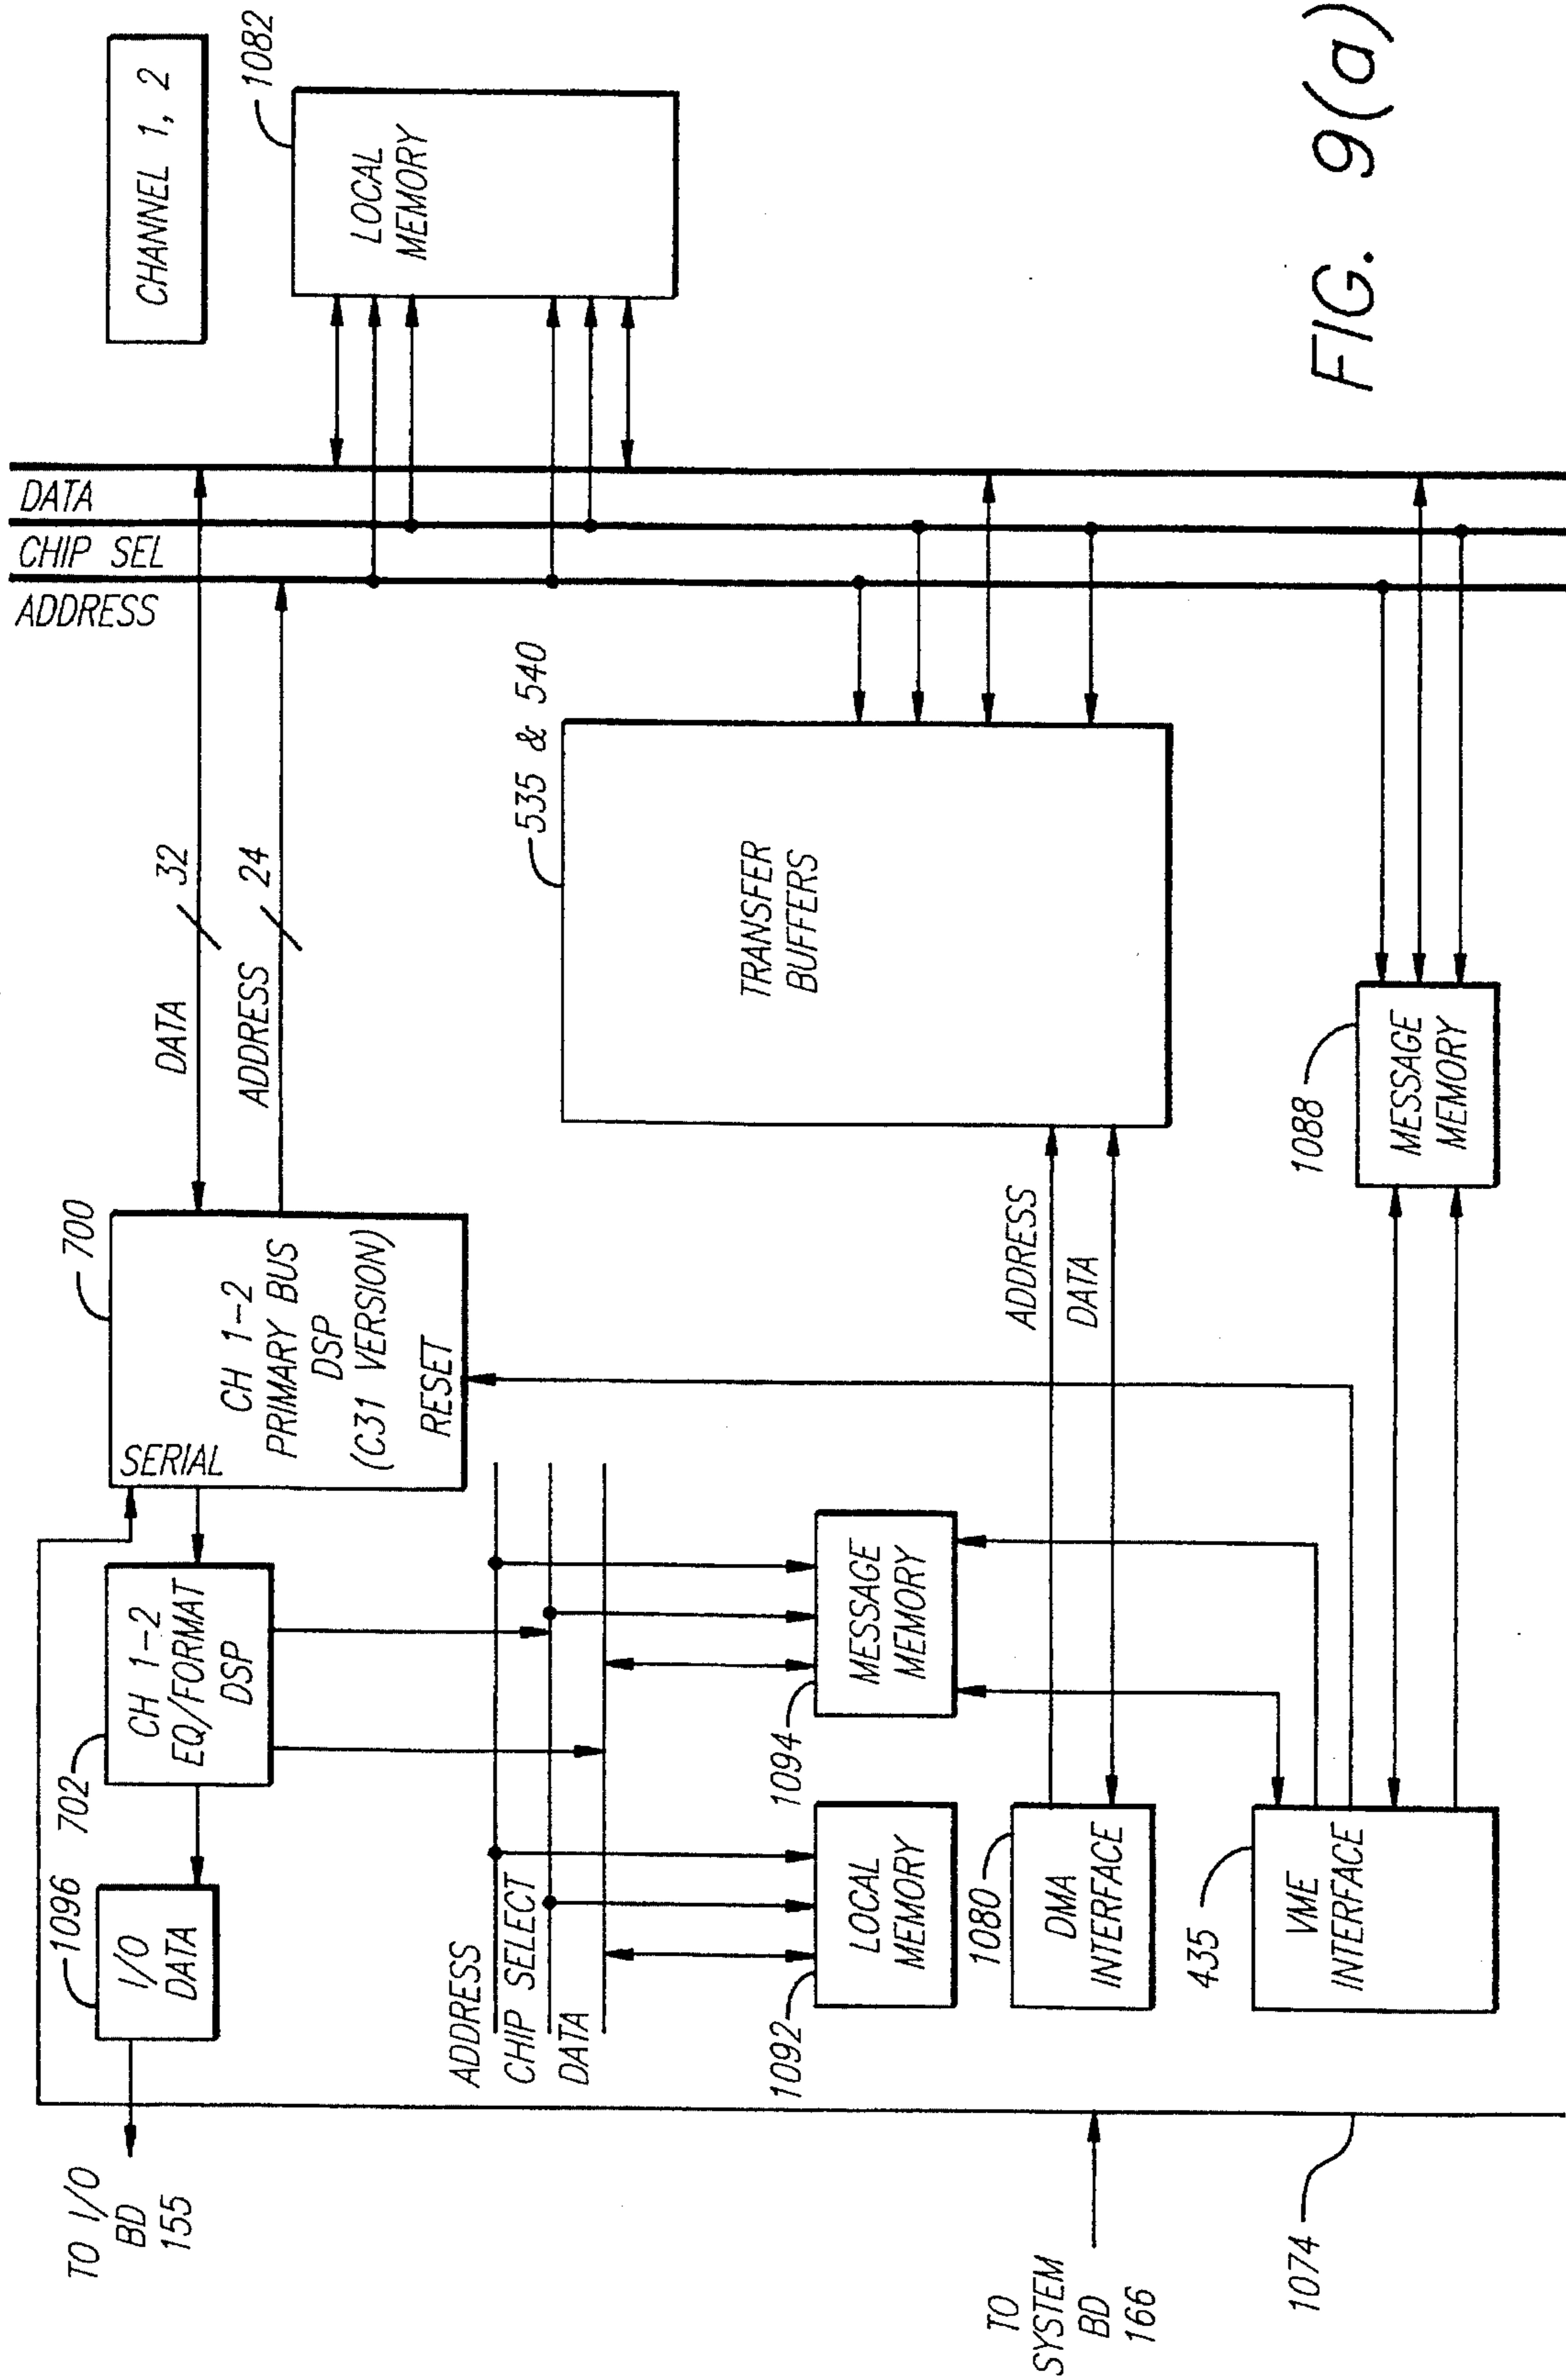 CHANNEL 1, 2
1082
LOCAL
MEMORY
DATA
CHIP SEL
ADDRESS
DATA
32
ADDRESS
24
535 & 540
TRANSFER
BUFFERS
700
SERIAL
CH 1-2
PRIMARY BUS
DSP
(C31 VERSION)
RESET
702
CH 1-2
EQ/FORMAT
DSP
1096
I/O
DATA
TO I/O
BD
155
ADDRESS
CHIP SELECT
DATA
1094
MESSAGE
MEMORY
1092
LOCAL
MEMORY
1080
DMA
INTERFACE
ADDRESS
DATA
435
VME
INTERFACE
1088
MESSAGE
MEMORY
TO
SYSTEM
BD
166
1074
FIG. 9(a)